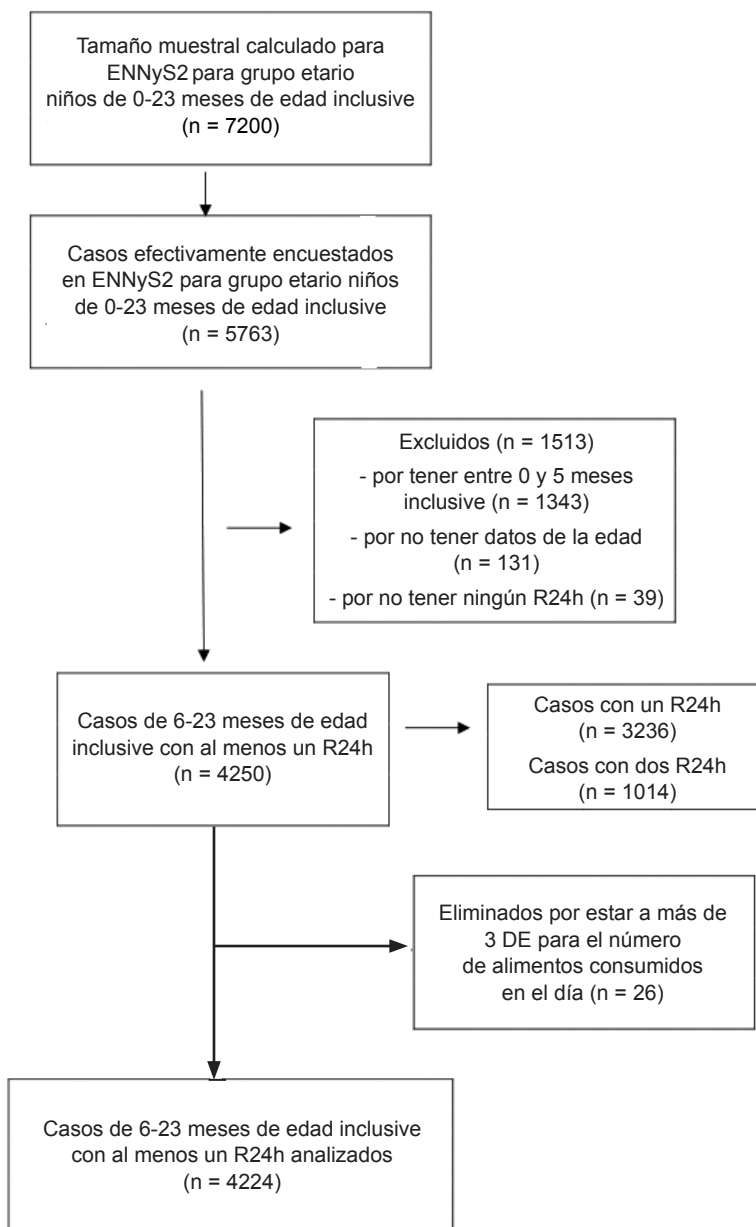 Tamaño muestral calculado para
ENNyS2 para grupo etario
niños de 0-23 meses de edad inclusive
(n = 7200)
Casos efectivamente encuestados
en ENNyS2 para grupo etario niños
de 0-23 meses de edad inclusive
(n = 5763)
Excluidos (n = 1513)
- por tener entre 0 y 5 meses
inclusive (n = 1343)
- por no tener datos de la edad
(n = 131)
- por no tener ningún R24h (n = 39)
Casos de 6-23 meses de edad
inclusive con al menos un R24h
(n = 4250)
Casos con un R24h
(n = 3236)
Casos con dos R24h
(n = 1014)
Eliminados por estar a más de
3 DE para el número
de alimentos consumidos
en el día (n = 26)
Casos de 6-23 meses de edad inclusive
con al menos un R24h analizados
(n = 4224)